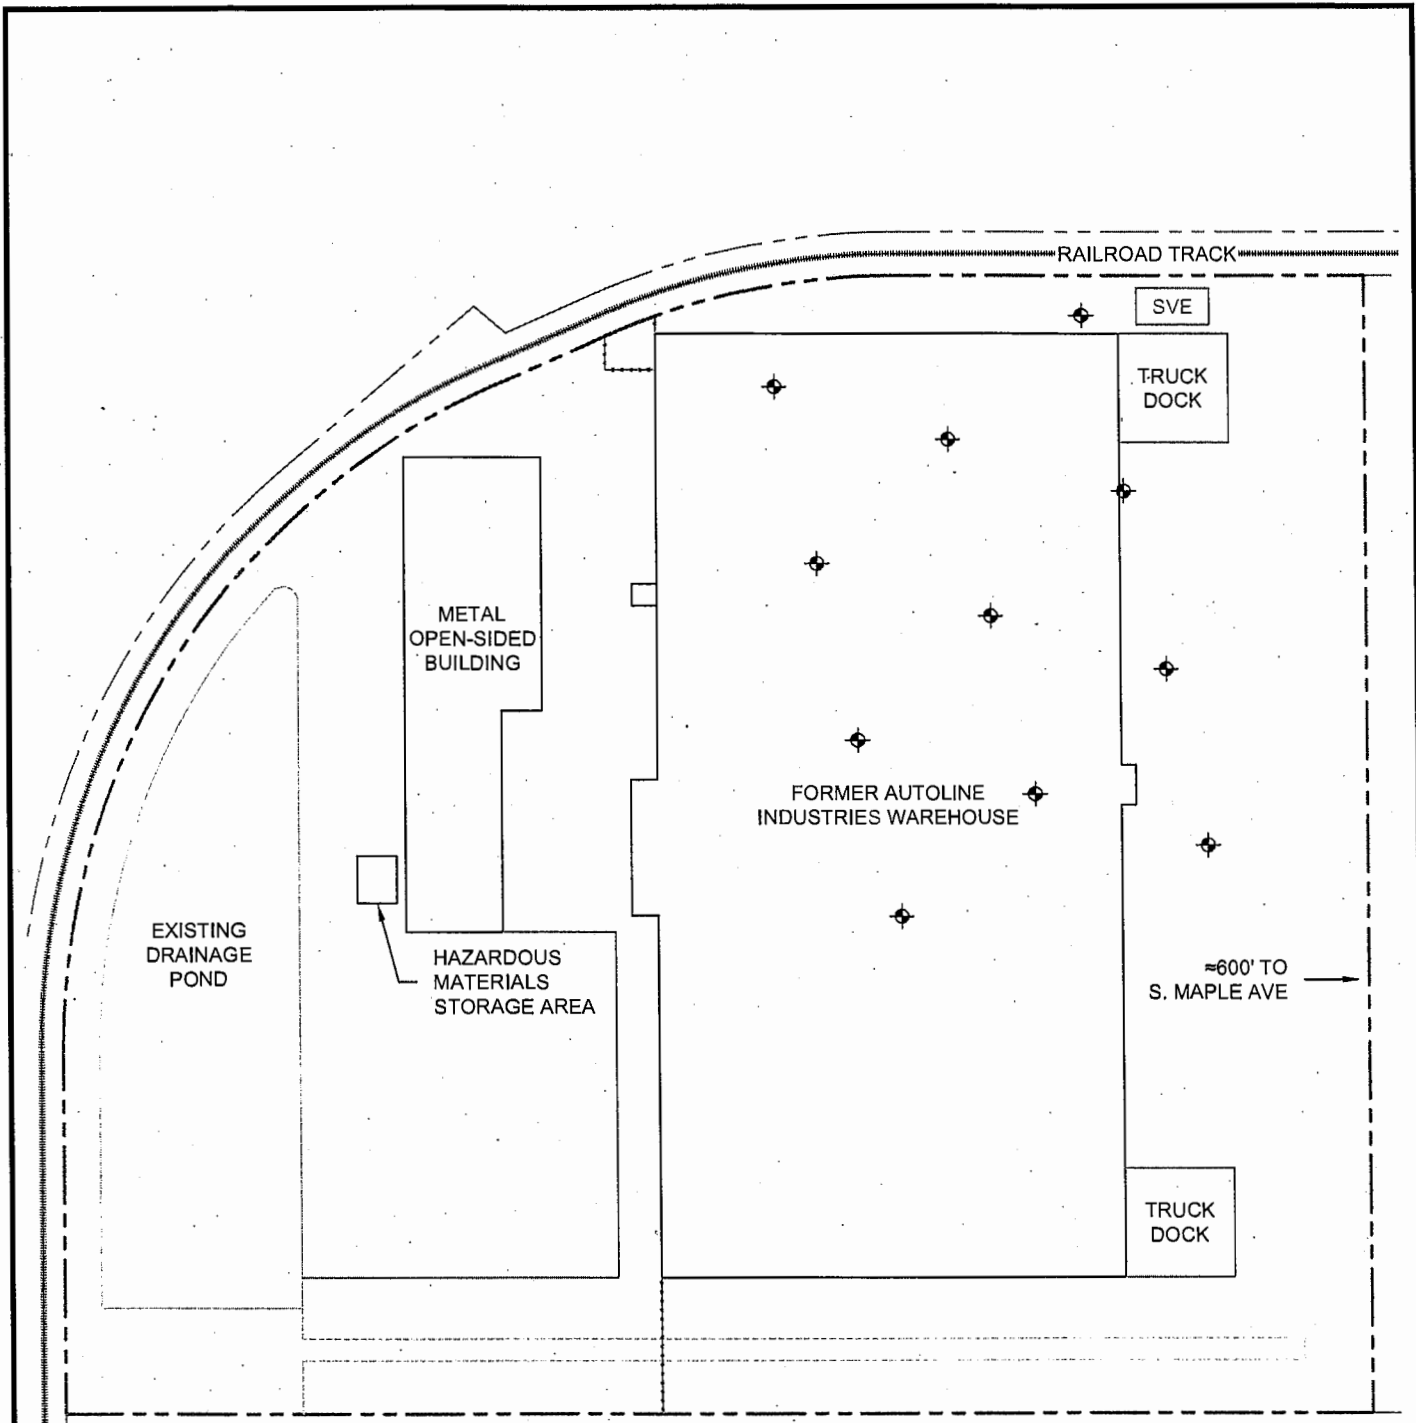 RAILROAD TRACK
SVE
TRUCK
DOCK
METAL
OPEN-SIDED
BUILDING
FORMER AUTOLINE
INDUSTRIES WAREHOUSE
EXISTING
DRAINAGE
POND
HAZARDOUS
MATERIALS
STORAGE AREA
≈600' TO
S. MAPLE AVE
TRUCK
DOCK